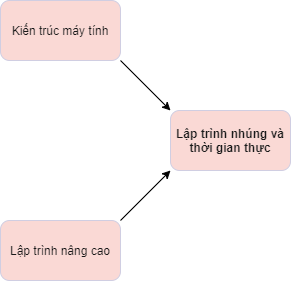 Kiến trúc máy tính
Lập trình nhúng và
thời gian thực
Lập trình nâng cao